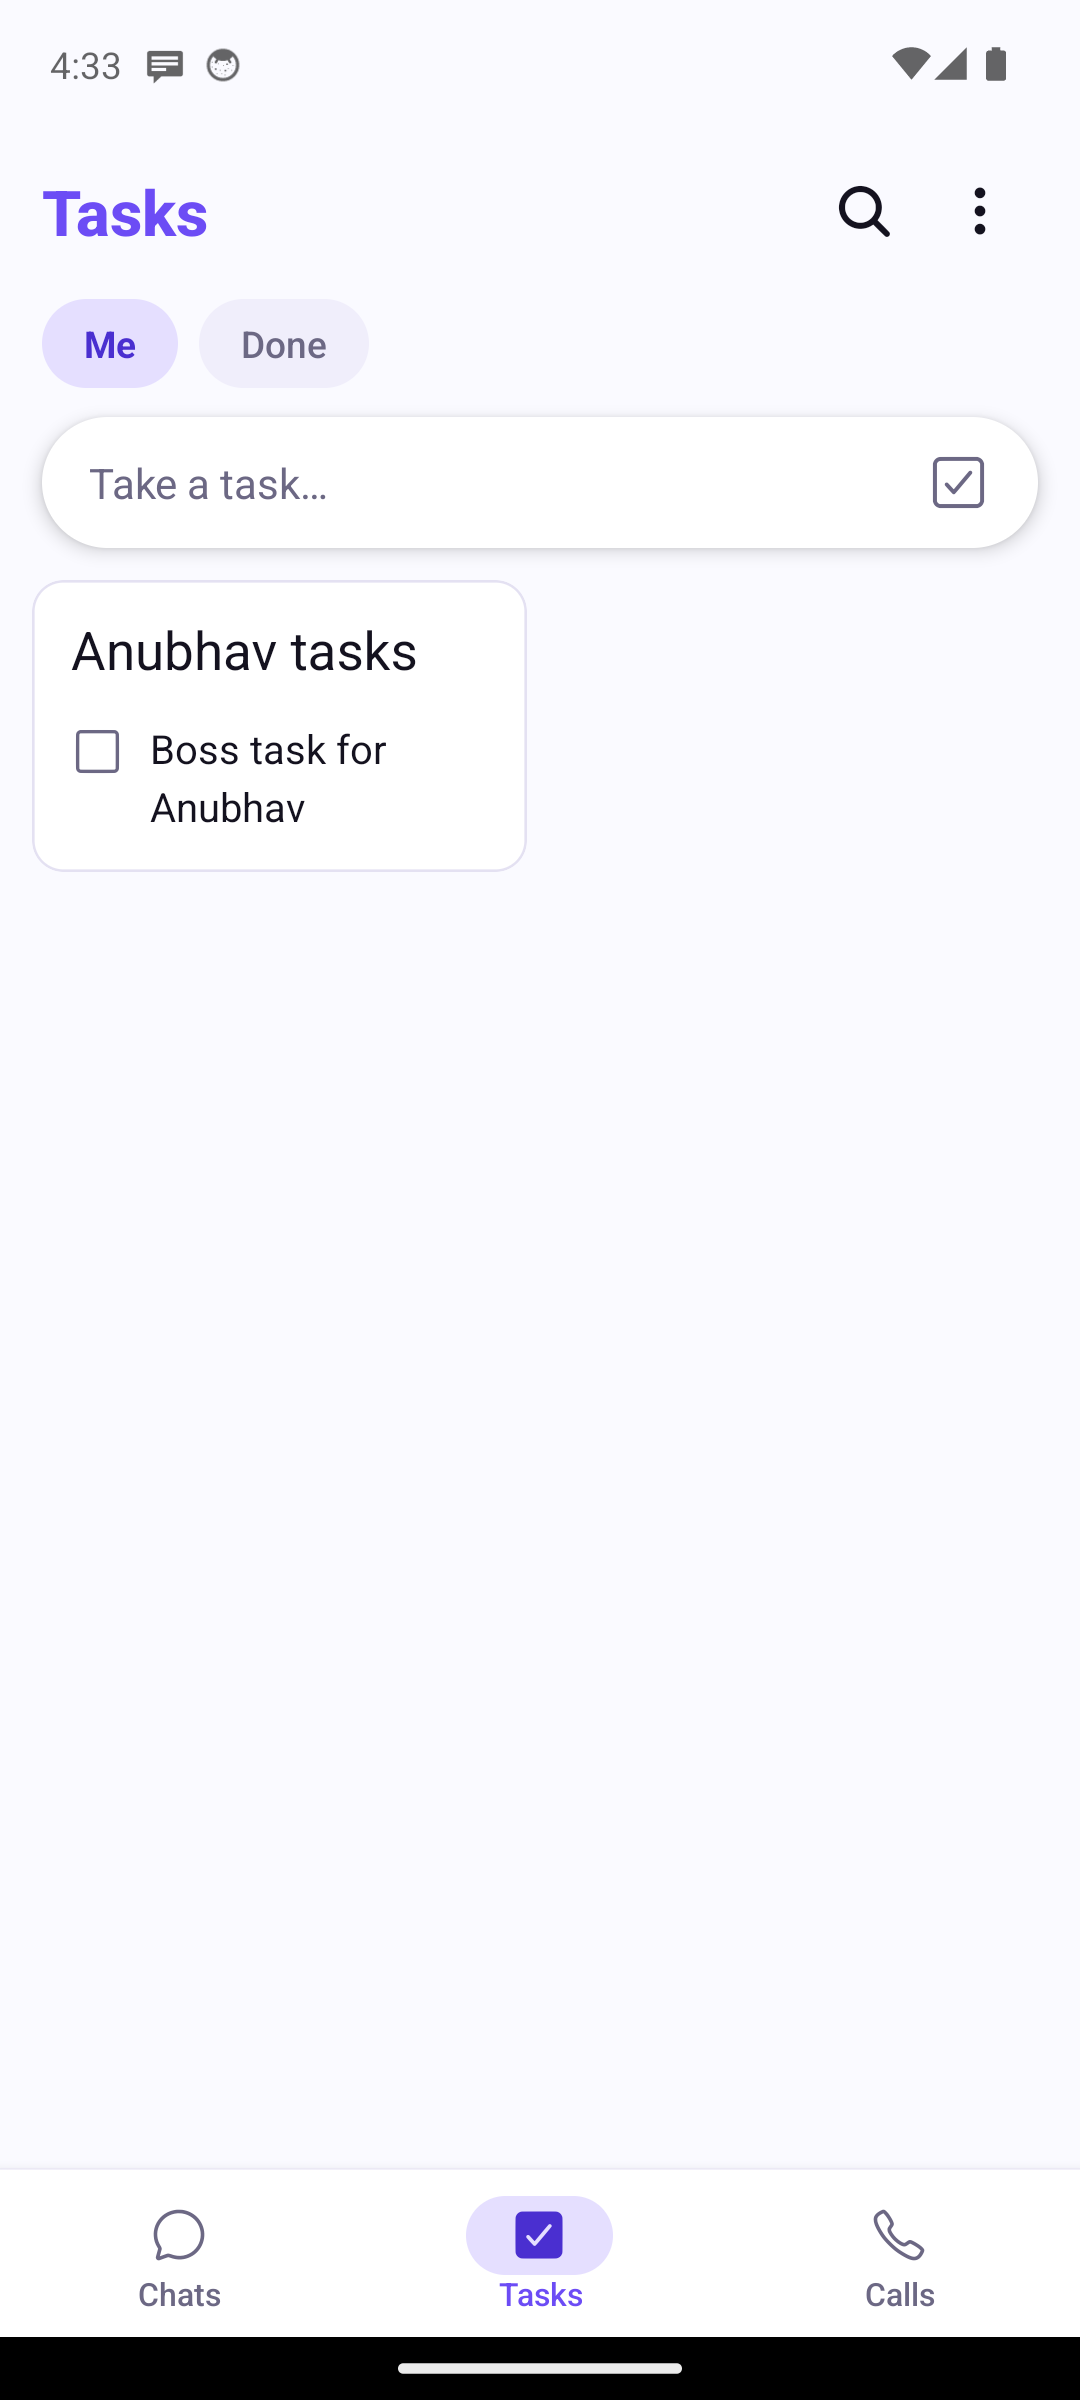 4:33
Tasks
Me
Done
Take a task...
Anubhav tasks
Boss task for
Anubhav
Chats
Tasks
Calls